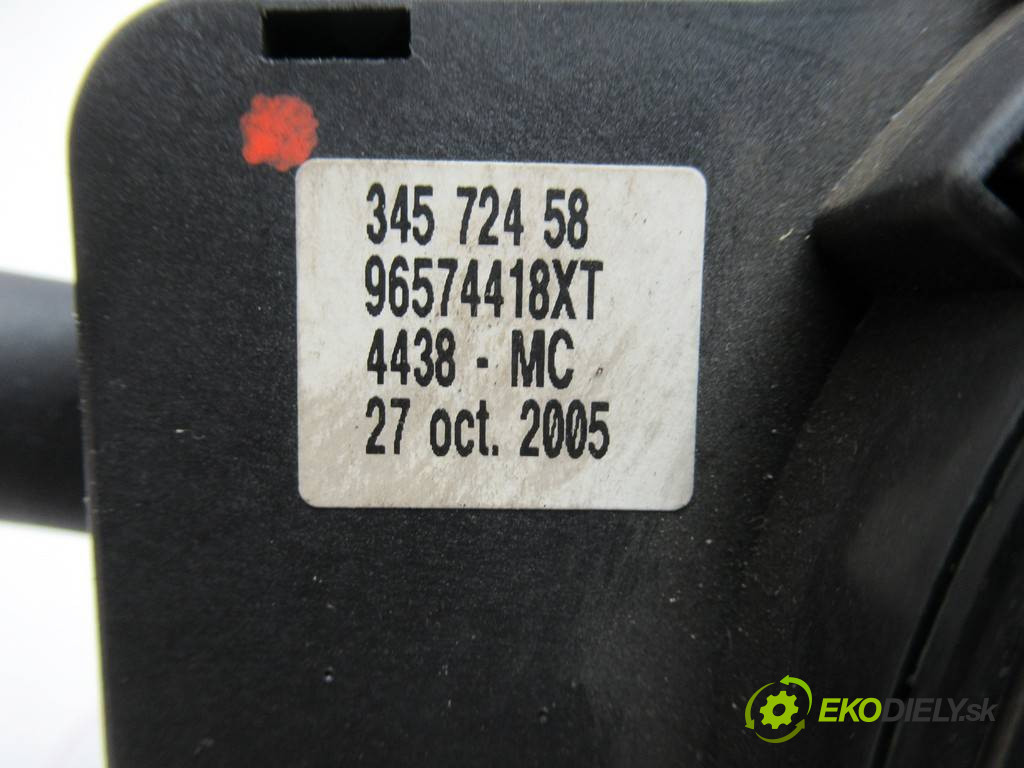 345 724 58
96574418XT
4438 - MC
27 oct. 2005
EKODIELY.sk